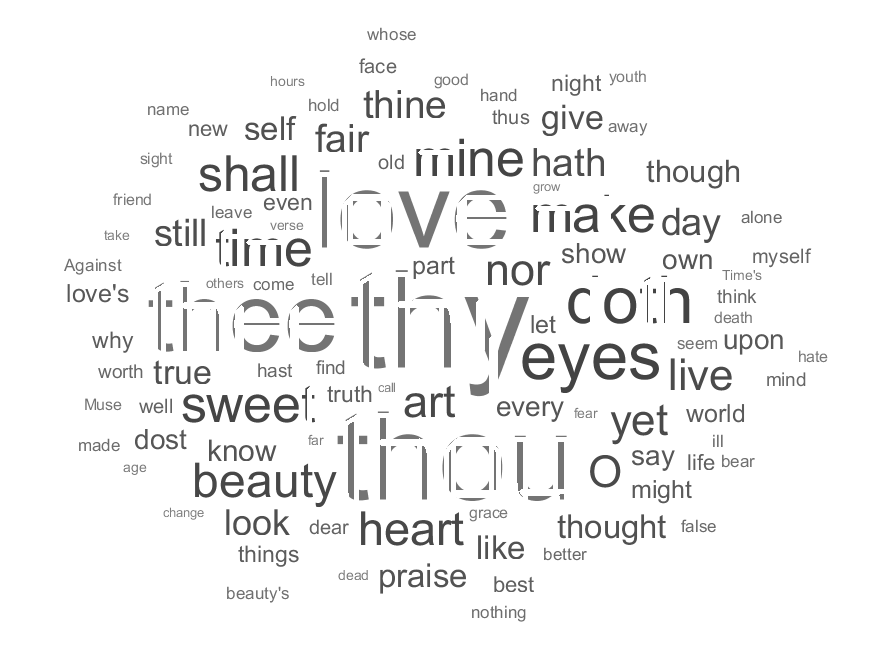 whose
face
hours good night youth
name hold thine hand
new self fair thus give away
sight old mine hath though
shall love grow
friend leave even make day alone
take still time verse show own myself
Against others come tell part nor Time's
love's thee thy doth think
let death
why eyes seem upon hate
worth true hast find live mind
Muse well sweet truth call art every fear yet world
made dost know far thou say ill
age beauty o life bear
might
change look dear heart grace thought false
things like better
beauty's dead praise best
nothing